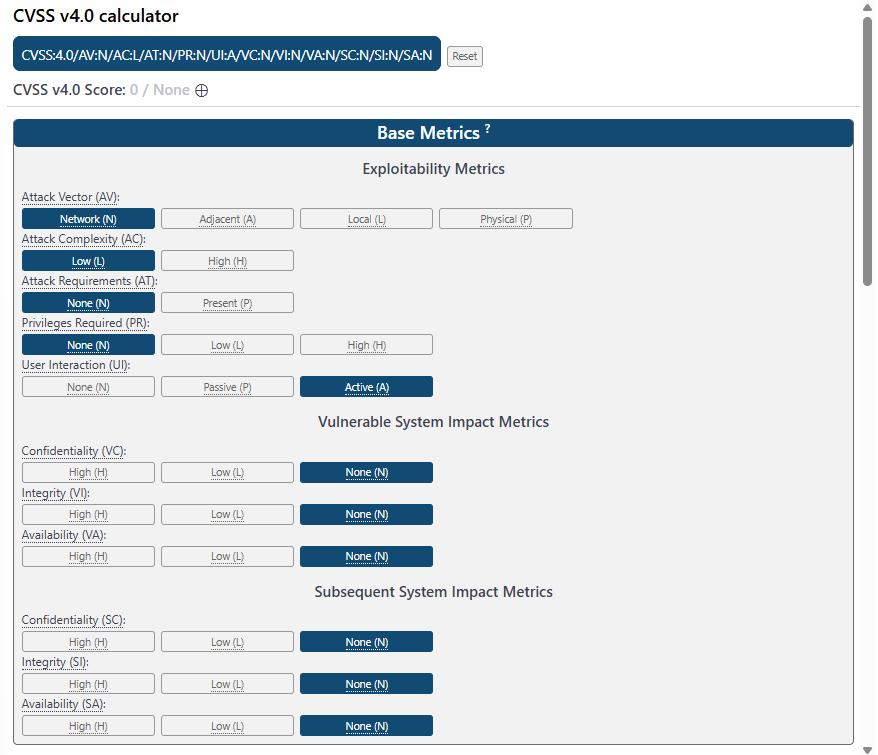 CVSS v4.0 calculator
CVSS:4.0/AV:N/AC:L/AT:N/PR:N/UI:A/VC:N/VI:N/VA:N/SC:N/SI:N/SA:N Reset
CVSS v4.0 Score: 0 / None ⊕
Base Metrics ?
Exploitability Metrics
Attack Vector (AV):
Network (N) Adjacent (A) Local (L) Physical (P)
Attack Complexity (AC):
Low (L) High (H)
Attack Requirements (AT):
None (N) Present (P)
Privileges Required (PR):
None (N) Low (L) High (H)
User Interaction (UI):
None (N) Passive (P) Active (A)
Vulnerable System Impact Metrics
Confidentiality (VC):
High (H) Low (L) None (N)
Integrity (VI):
High (H) Low (L) None (N)
Availability (VA):
High (H) Low (L) None (N)
Subsequent System Impact Metrics
Confidentiality (SC):
High (H) Low (L) None (N)
Integrity (SI):
High (H) Low (L) None (N)
Availability (SA):
High (H) Low (L) None (N)